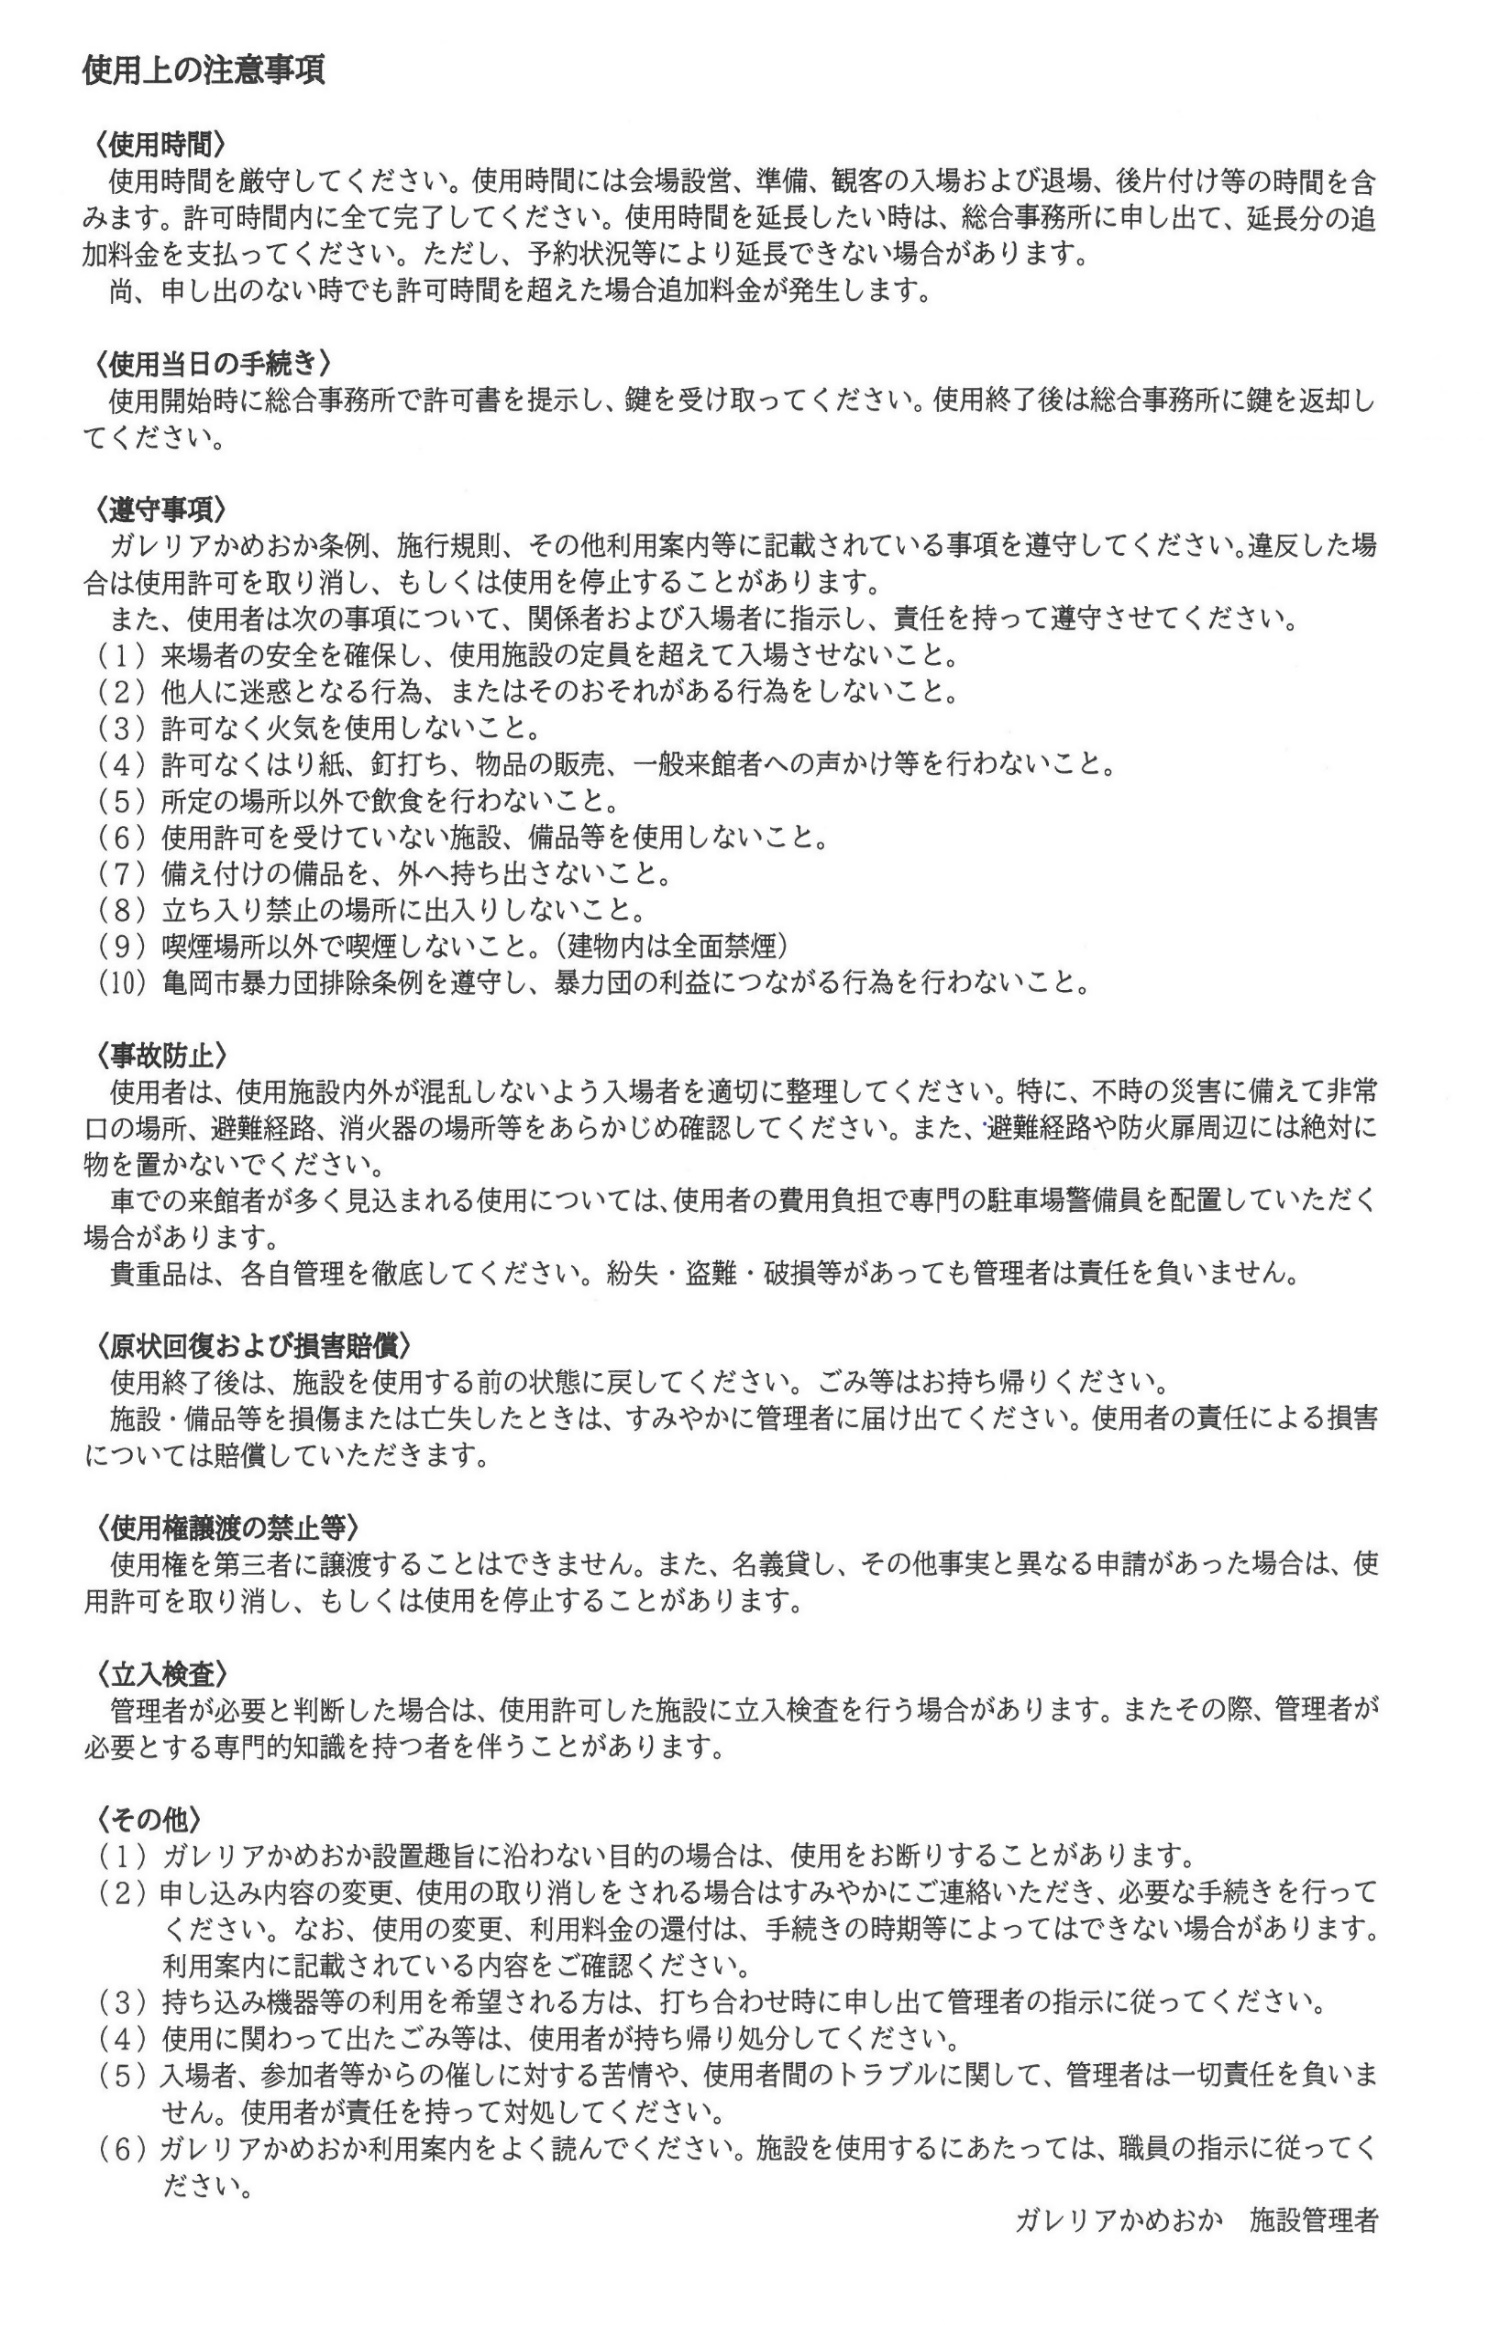 使用上の注意事項
〈使用時間〉
使用時間を厳守してください。使用時間には会場設営、準備、観客の入場および退場、後片付け等の時間を含
みます。許可時間内に全て完了してください。使用時間を延長したい時は、総合事務所に申し出て、延長分の追
加料金を支払ってください。ただし、予約状況等により延長できない場合があります。
尚、申し出のない時でも許可時間を超えた場合追加料金が発生します。
〈使用当日の手続き〉
使用開始時に総合事務所で許可書を提示し、鍵を受け取ってください。使用終了後は総合事務所に鍵を返却し
てください。
〈遵守事項〉
ガレリアかめおか条例、施行規則、その他利用案内等に記載されている事項を遵守してください。違反した場
合は使用許可を取り消し、もしくは使用を停止することがあります。
また、使用者は次の事項について、関係者および入場者に指示し、責任を持って遵守させてください。
（１）来場者の安全を確保し、使用施設の定員を超えて入場させないこと。
（２）他人に迷惑となる行為、またはそのおそれがある行為をしないこと。
（３）許可なく火気を使用しないこと。
（４）許可なくはり紙、釘打ち、物品の販売、一般来館者への声かけ等を行わないこと。
（５）所定の場所以外で飲食を行わないこと。
（６）使用許可を受けていない施設、備品等を使用しないこと。
（７）備え付けの備品を、外へ持ち出さないこと。
（８）立ち入り禁止の場所に出入りしないこと。
（９）喫煙場所以外で喫煙しないこと。（建物内は全面禁煙）
（10）亀岡市暴力団排除条例を遵守し、暴力団の利益につながる行為を行わないこと。
〈事故防止〉
使用者は、使用施設内外が混乱しないよう入場者を適切に整理してください。特に、不時の災害に備えて非常
口の場所、避難経路、消火器の場所等をあらかじめ確認してください。また、避難経路や防火扉周辺には絶対に
物を置かないでください。
車での来館者が多く見込まれる使用については、使用者の費用負担で専門の駐車場警備員を配置していただく
場合があります。
貴重品は、各自管理を徹底してください。紛失・盗難・破損等があっても管理者は責任を負いません。
〈原状回復および損害賠償〉
使用終了後は、施設を使用する前の状態に戻してください。ごみ等はお持ち帰りください。
施設・備品等を損傷または亡失したときは、すみやかに管理者に届け出てください。使用者の責任による損害
については賠償していただきます。
〈使用権譲渡の禁止等〉
使用権を第三者に譲渡することはできません。また、名義貸し、その他事実と異なる申請があった場合は、使
用許可を取り消し、もしくは使用を停止することがあります。
〈立入検査〉
管理者が必要と判断した場合は、使用許可した施設に立入検査を行う場合があります。またその際、管理者が
必要とする専門的知識を持つ者を伴うことがあります。
〈その他〉
（１）ガレリアかめおか設置趣旨に沿わない目的の場合は、使用をお断りすることがあります。
（２）申し込み内容の変更、使用の取り消しをされる場合はすみやかにご連絡いただき、必要な手続きを行って
ください。なお、使用の変更、利用料金の還付は、手続きの時期等によってはできない場合があります。
利用案内に記載されている内容をご確認ください。
（３）持ち込み機器等の利用を希望される方は、打ち合わせ時に申し出て管理者の指示に従ってください。
（４）使用に関わって出たごみ等は、使用者が持ち帰り処分してください。
（５）入場者、参加者等からの催しに対する苦情や、使用者間のトラブルに関して、管理者は一切責任を負いま
せん。使用者が責任を持って対処してください。
（６）ガレリアかめおか利用案内をよく読んでください。施設を使用するにあたっては、職員の指示に従ってく
ださい。
ガレリアかめおか　施設管理者